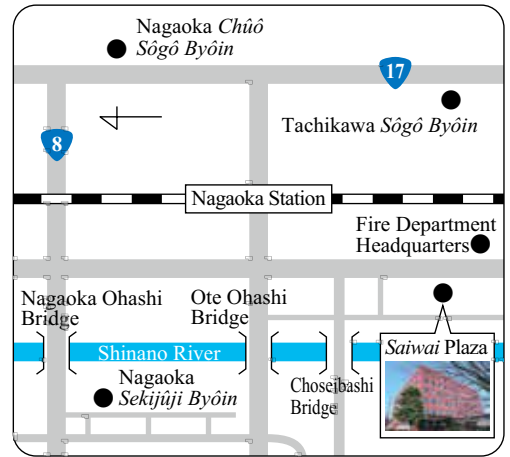 Nagaoka Chûô
Sôgô Byôin
17
Tachikawa Sôgô Byôin
8
Nagaoka Station
Fire Department
Headquarters
Nagaoka Ohashi
Bridge
Ote Ohashi
Bridge
Saiwai Plaza
Shinano River
Nagaoka
Sekijûji Byôin
Choseibashi
Bridge